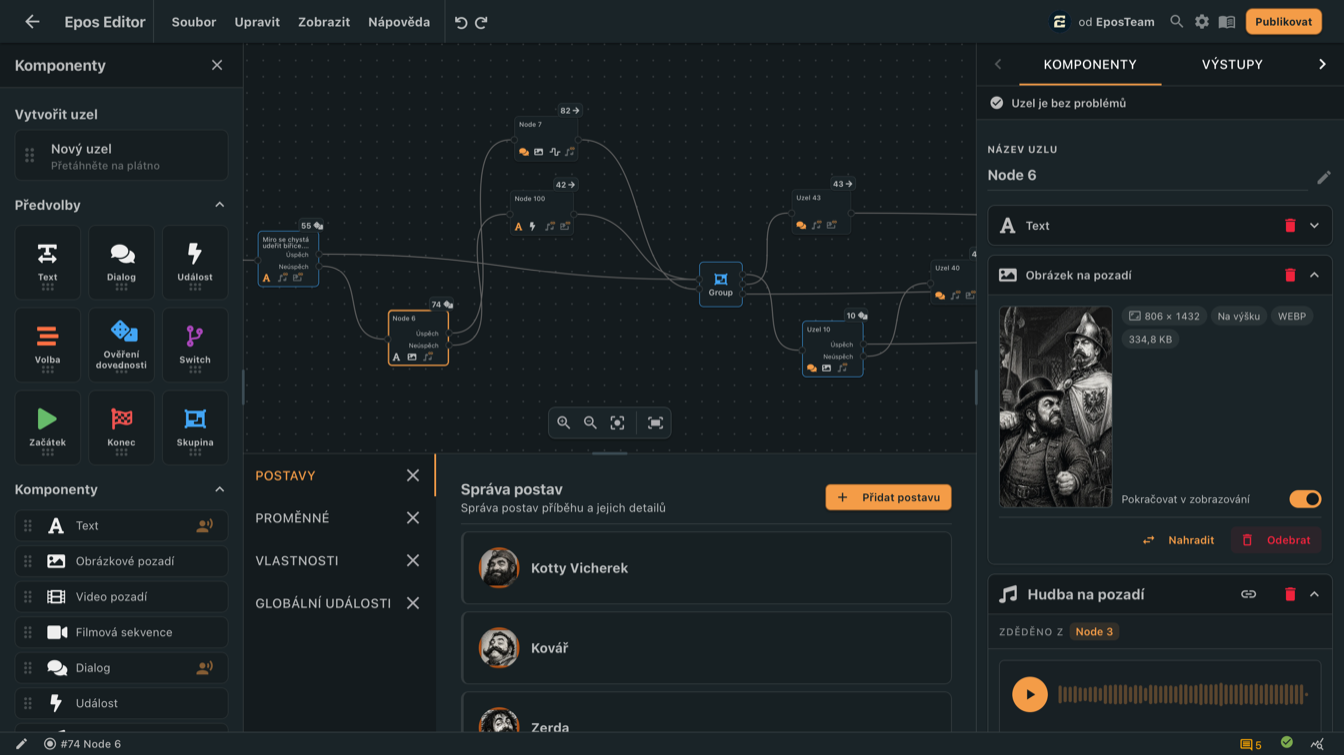 Epos Editor
Soubor
Upravit
Zobrazit
Nápověda
od EposTeam
Publikovat
Komponenty
Vytvořit uzel
Nový uzel
Přetáhněte na plátno
Předvolby
Text
Dialog
Událost
Volba
Ověření
dovednosti
Switch
Začátek
Konec
Skupina
Komponenty
Text
Obrázkové pozadí
Video pozadí
Filmová sekvence
Dialog
Událost
#74 Node 6
55
Miro se chystá
udeřit biřice...
Úspěch
Neúspěch
74
Node 6
Úspěch
Neúspěch
82
Node 7
42
Node 100
Group
43
Uzel 43
Uzel 40
10
Uzel 10
Úspěch
Neúspěch
POSTAVY
PROMĚNNÉ
VLASTNOSTI
GLOBÁLNÍ UDÁLOSTI
Správa postav
Správa postav příběhu a jejich detailů
Přidat postavu
Kotty Vicherek
Kovář
Zerda
KOMPONENTY
VÝSTUPY
Uzel je bez problémů
NÁZEV UZLU
Node 6
Text
Obrázek na pozadí
806 × 1432
Na výšku
WEBP
334,8 KB
Pokračovat v zobrazování
Nahradit
Odebrat
Hudba na pozadí
ZDĚDĚNO Z Node 3
5